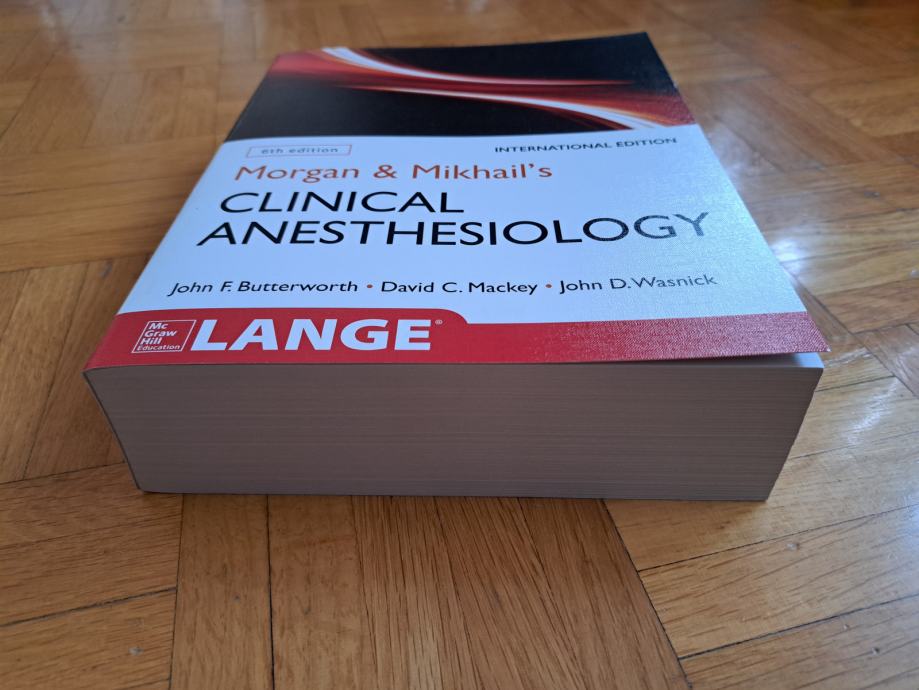 6th edition
INTERNATIONAL EDITION
Morgan & Mikhail's
CLINICAL
ANESTHESIOLOGY
John F. Butterworth • David C. Mackey • John D. Wasnick
Mc
Graw
Hill
Education
LANGE®